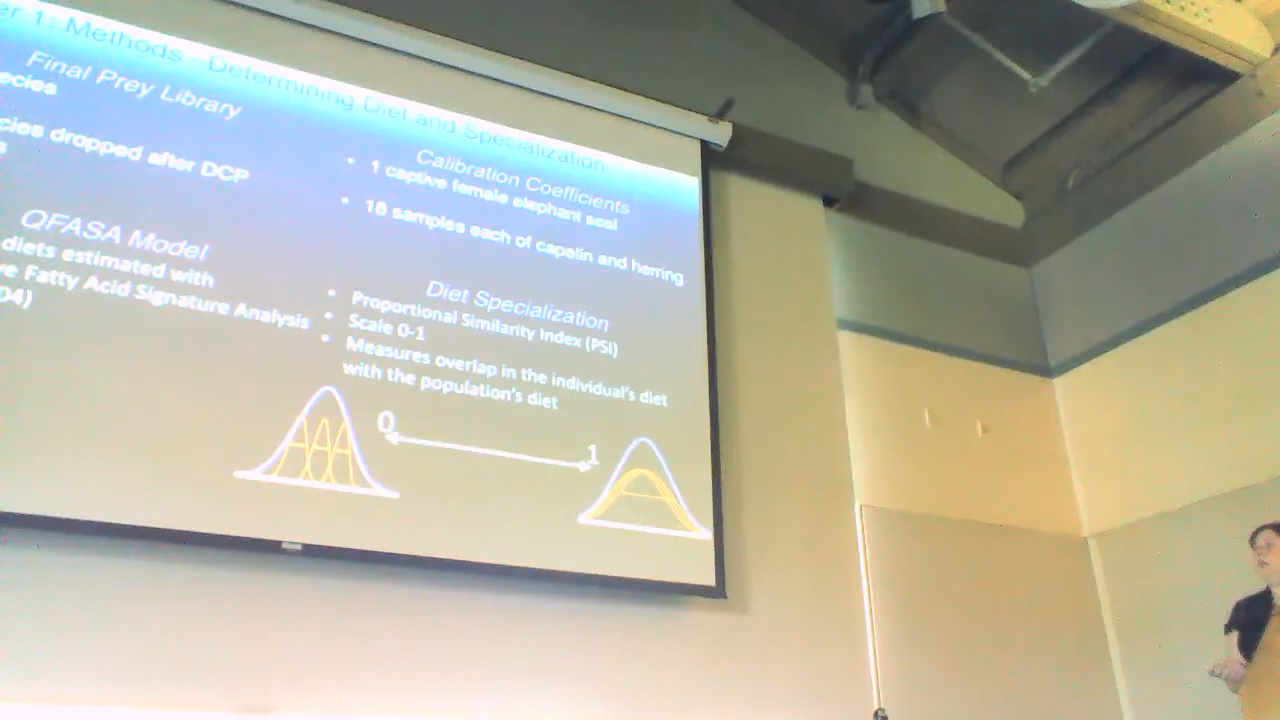 er 1: Methods - Determining Diet and Specialization
Final Prey Library
ecies
cies dropped after DCP
s
QFASA Model
diets estimated with
ve Fatty Acid Signature Analysis
04)
Calibration Coefficients
• 1 captive female elephant seal
• 18 samples each of capelin and herring
Diet Specialization
• Proportional Similarity Index (PSI)
• Scale 0-1
• Measures overlap in the individual's diet
with the population's diet
0
1